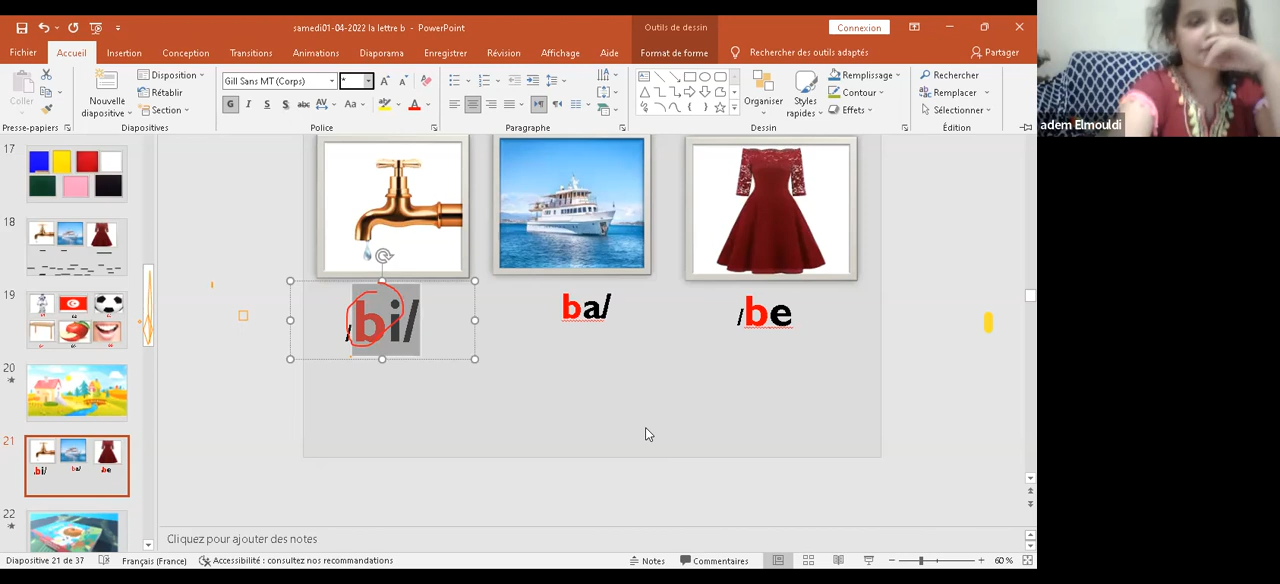 samedi01-04-2022 la lettre b - PowerPoint
Outils de dessin
Connexion
Fichier Accueil Insertion Conception Transitions Animations Diaporama Enregistrer Révision Affichage Aide Format de forme Rechercher des outils adaptés Partager
Coller
Nouvelle diapositive
Disposition
Rétablir
Section
Gill Sans MT (Corps)
G I S S abc AV Aa A
Organiser
Styles rapides
Remplissage
Contour
Effets
Rechercher
Remplacer
Sélectionner
Presse-papiers Diapositives Police Paragraphe Dessin Édition
adem Elmouldi
17
18
19
20
21
22
/bi/
ba/
/be
Cliquez pour ajouter des notes
Diapositive 21 de 37 Français (France) Accessibilité : consultez nos recommandations Notes Commentaires 60 %